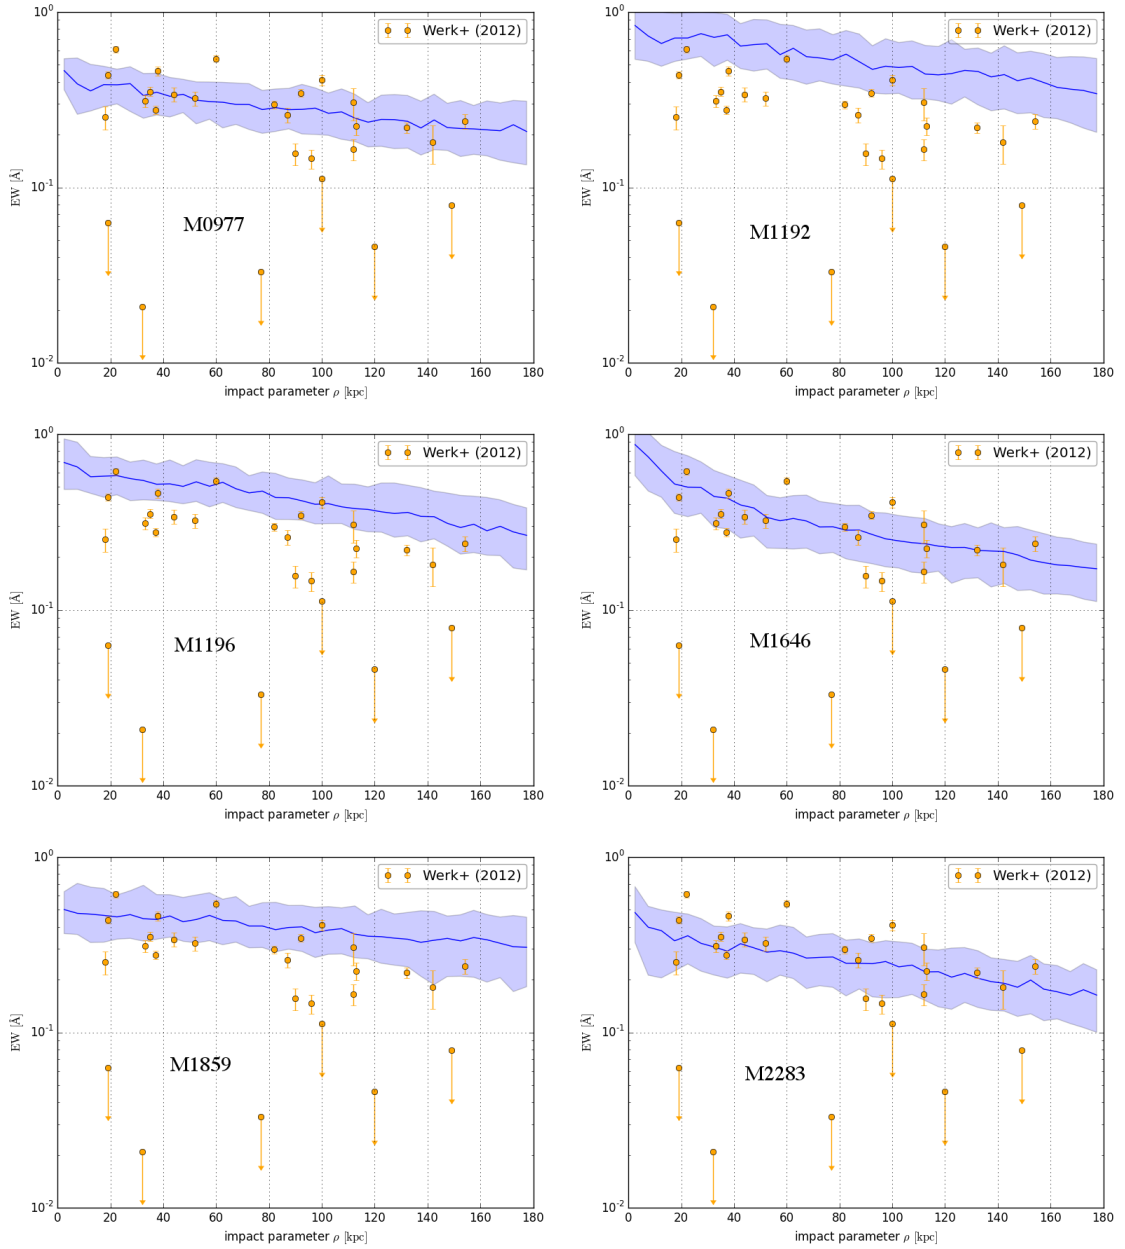 10^0
Werk+ (2012)
EW [Å]
10^-1
M0977
10^-2
0 20 40 60 80 100 120 140 160 180
impact parameter ρ [kpc]
10^0
Werk+ (2012)
EW [Å]
10^-1
M1192
10^-2
0 20 40 60 80 100 120 140 160 180
impact parameter ρ [kpc]
10^0
Werk+ (2012)
EW [Å]
10^-1
M1196
10^-2
0 20 40 60 80 100 120 140 160 180
impact parameter ρ [kpc]
10^0
Werk+ (2012)
EW [Å]
10^-1
M1646
10^-2
0 20 40 60 80 100 120 140 160 180
impact parameter ρ [kpc]
10^0
Werk+ (2012)
EW [Å]
10^-1
M1859
10^-2
0 20 40 60 80 100 120 140 160 180
impact parameter ρ [kpc]
10^0
Werk+ (2012)
EW [Å]
10^-1
M2283
10^-2
0 20 40 60 80 100 120 140 160 180
impact parameter ρ [kpc]